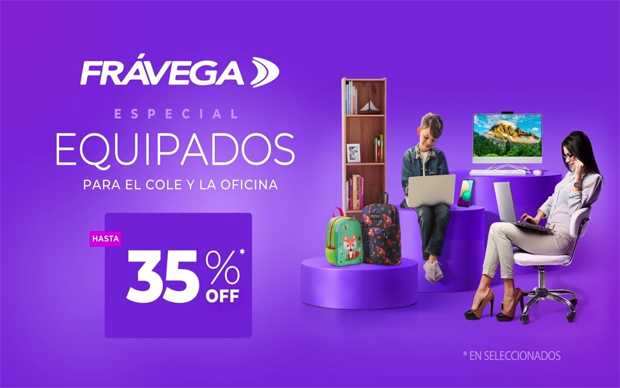 FRÁVEGA
ESPECIAL
EQUIPADOS
PARA EL COLE Y LA OFICINA
HASTA
35%*
OFF
* EN SELECCIONADOS